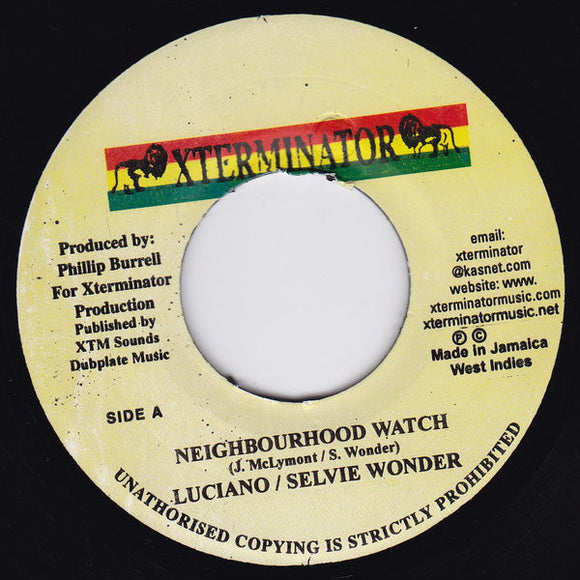 XTERMINATOR
Produced by:
Phillip Burrell
For Xterminator
Production
Published by
XTM Sounds
Dubplate Music
SIDE A
email:
xterminator
@kasnet.com
website: www.
xterminatormusic.com
xterminatormusic.net
Ⓟ ©
Made in Jamaica
West Indies
NEIGHBOURHOOD WATCH
(J. McLymont / S. Wonder)
LUCIANO / SELVIE WONDER
UNATHORISED COPYING IS STRICTLY PROHIBITED